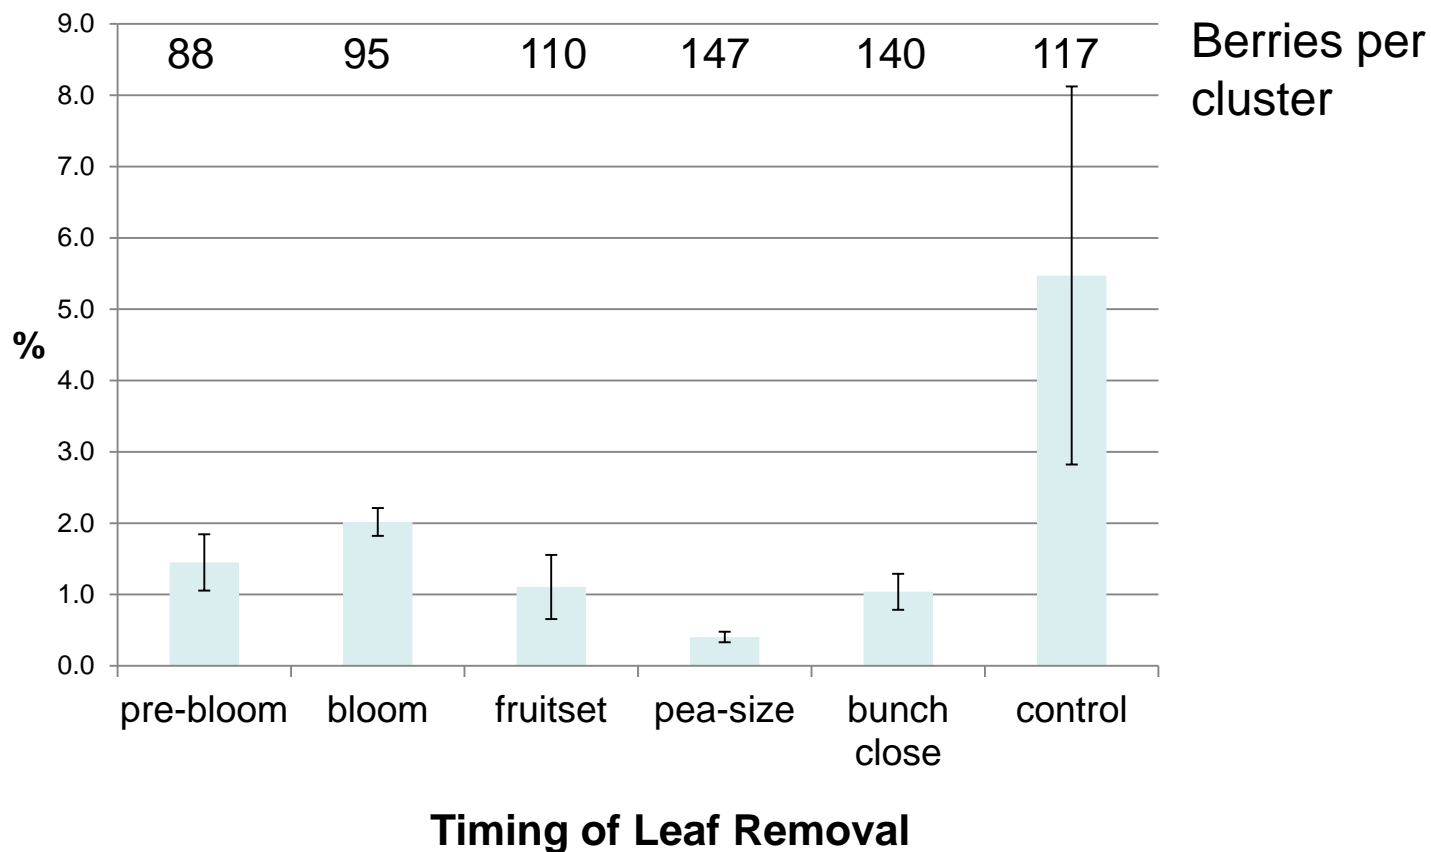 9.0
88 95 110 147 140 117
Berries per
cluster
8.0
7.0
6.0
5.0
%
4.0
3.0
2.0
1.0
0.0
pre-bloom bloom fruitset pea-size bunch
close control
Timing of Leaf Removal